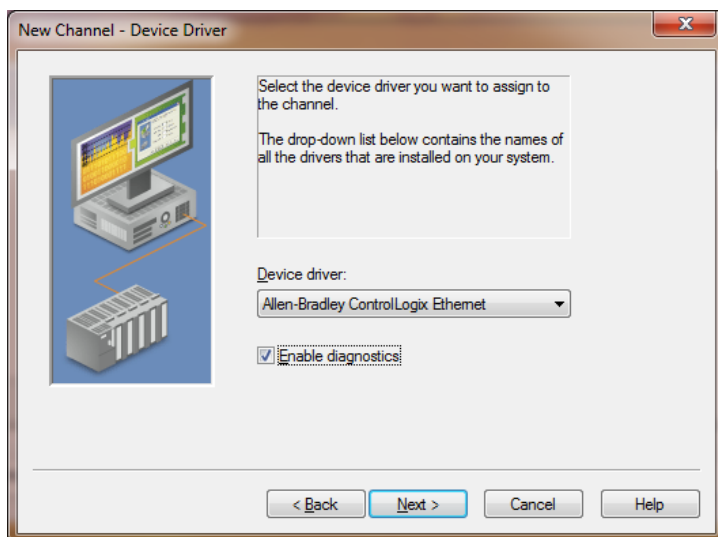 New Channel - Device Driver
Select the device driver you want to assign to
the channel.
The drop-down list below contains the names of
all the drivers that are installed on your system.
Device driver:
Allen-Bradley ControlLogix Ethernet
Enable diagnostics
< Back
Next >
Cancel
Help